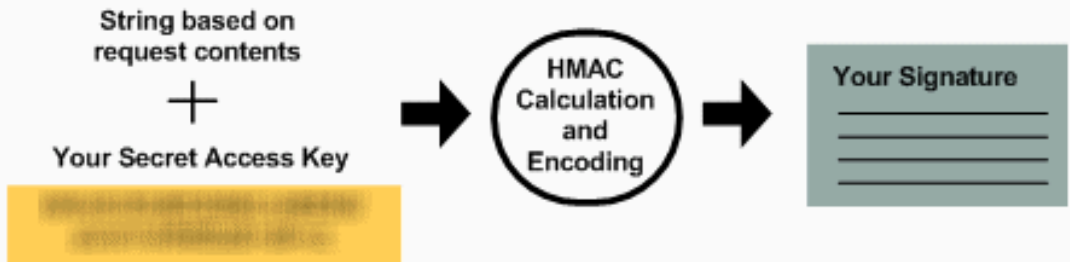 String based on
request contents
+
Your Secret Access Key
HMAC
Calculation
and
Encoding
Your Signature